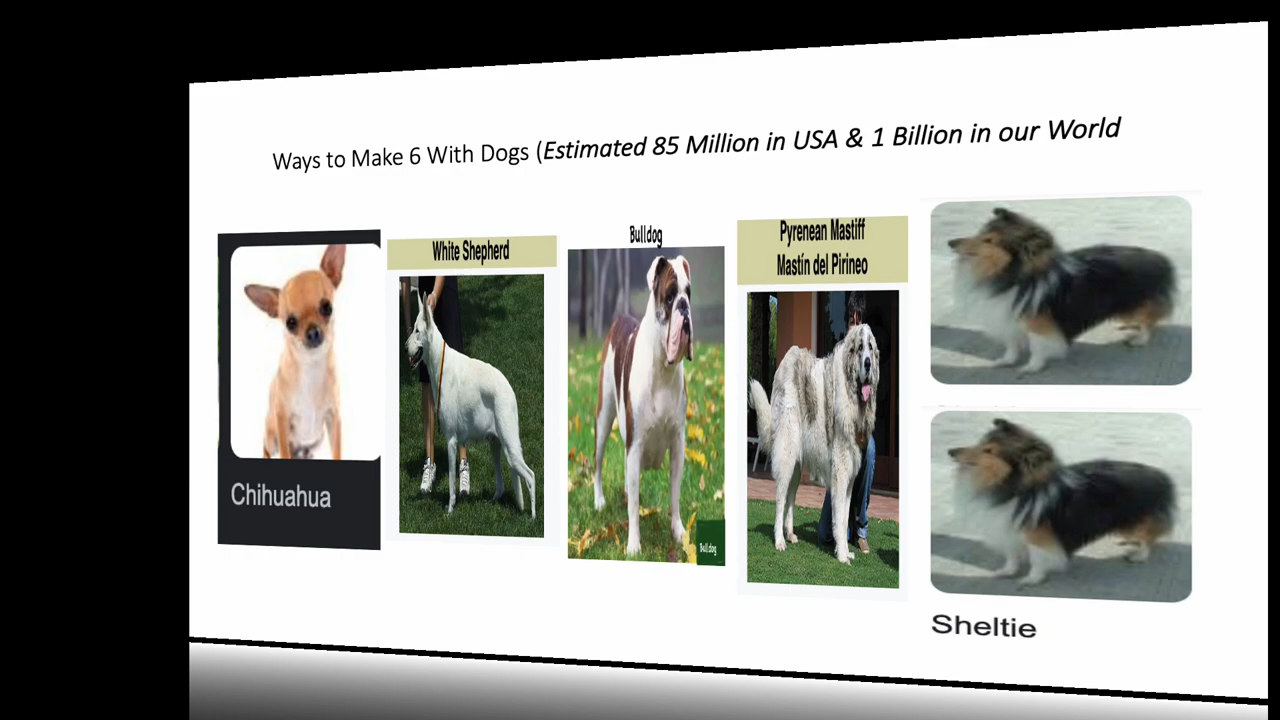 Ways to Make 6 With Dogs (Estimated 85 Million in USA & 1 Billion in our World
Chihuahua
White Shepherd
Bulldog
Bulldog
Pyrenean Mastiff
Mastín del Pirineo
Sheltie